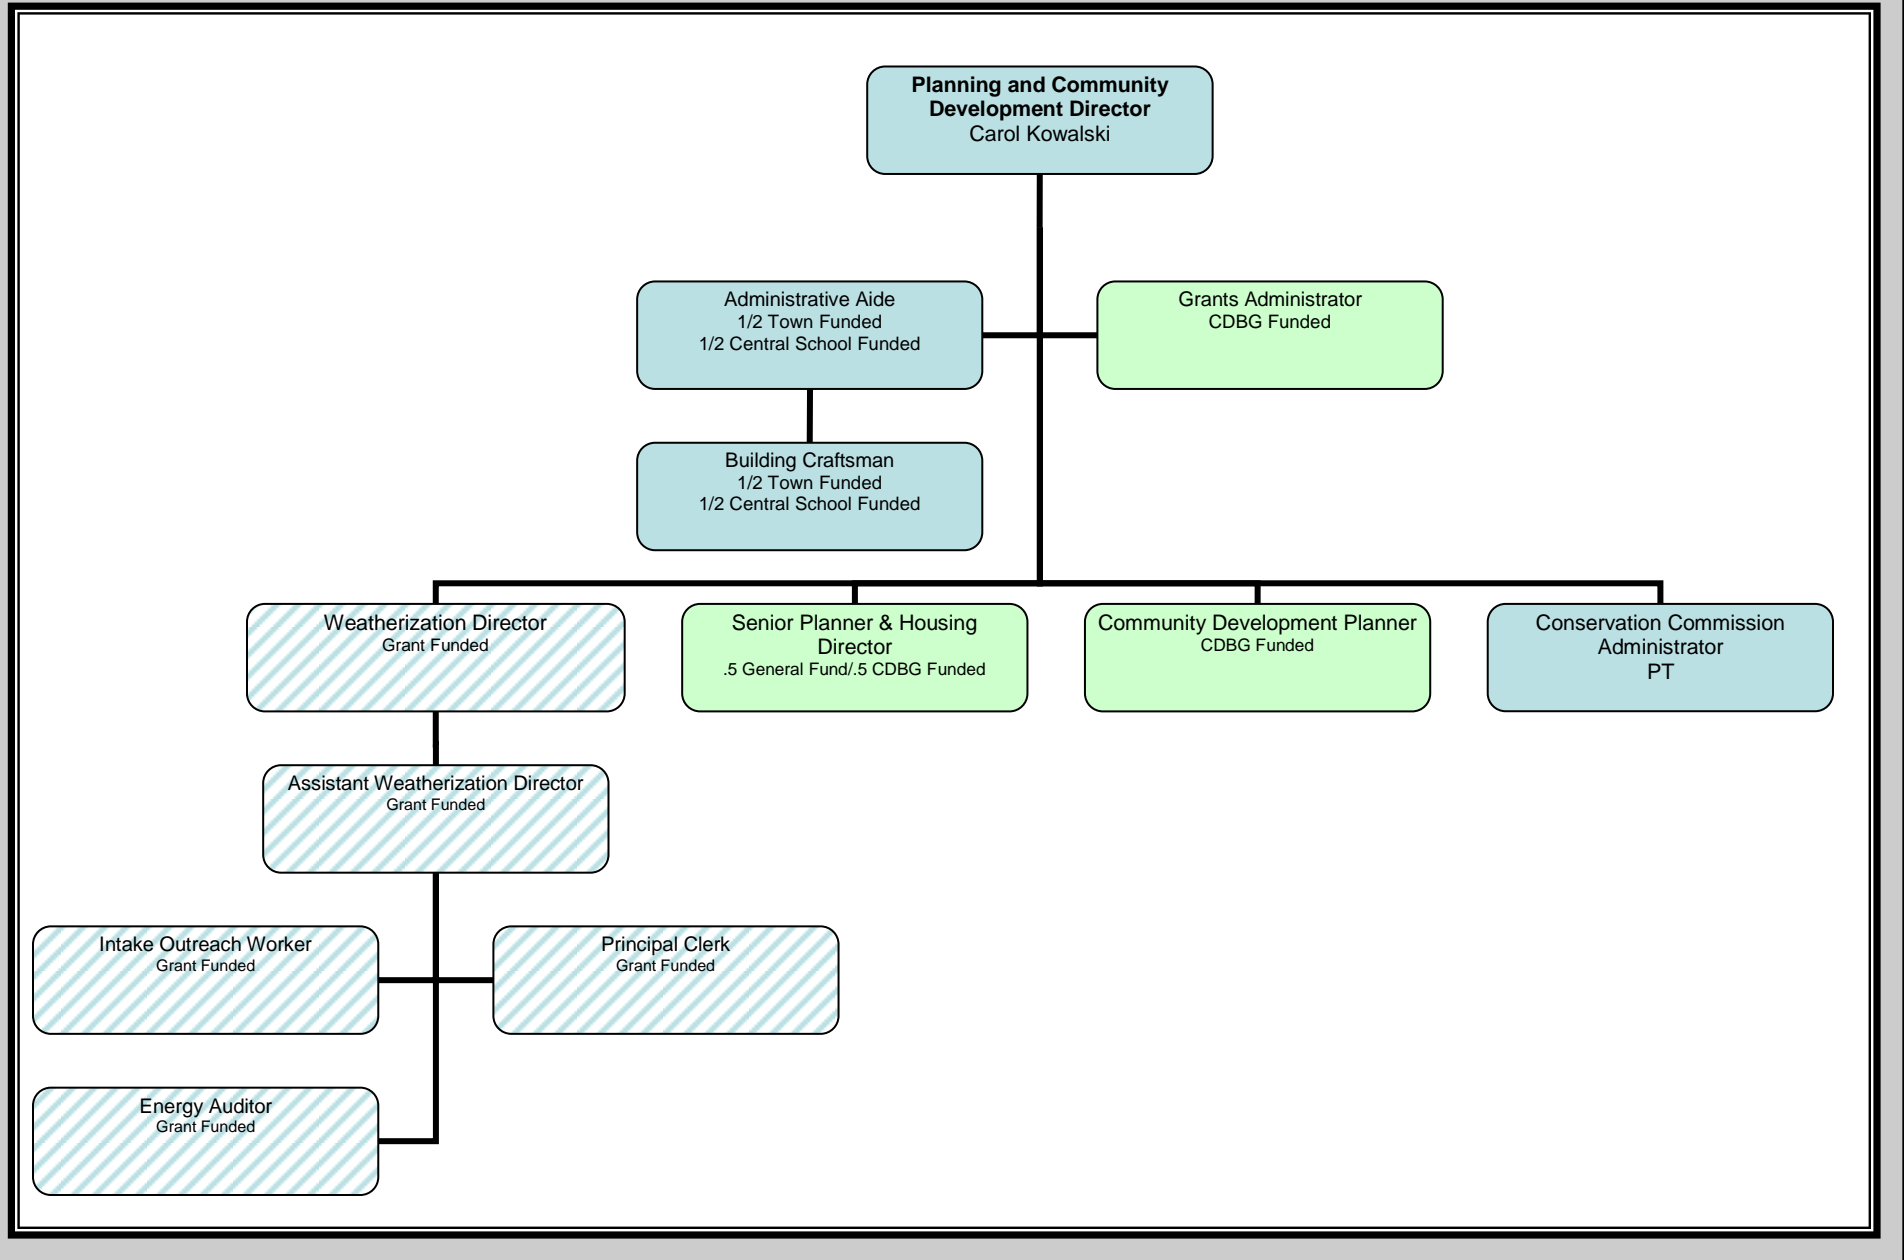 Planning and Community
Development Director
Carol Kowalski
Administrative Aide
1/2 Town Funded
1/2 Central School Funded
Grants Administrator
CDBG Funded
Building Craftsman
1/2 Town Funded
1/2 Central School Funded
Weatherization Director
Grant Funded
Senior Planner & Housing
Director
.5 General Fund/.5 CDBG Funded
Community Development Planner
CDBG Funded
Conservation Commission
Administrator
PT
Assistant Weatherization Director
Grant Funded
Intake Outreach Worker
Grant Funded
Principal Clerk
Grant Funded
Energy Auditor
Grant Funded